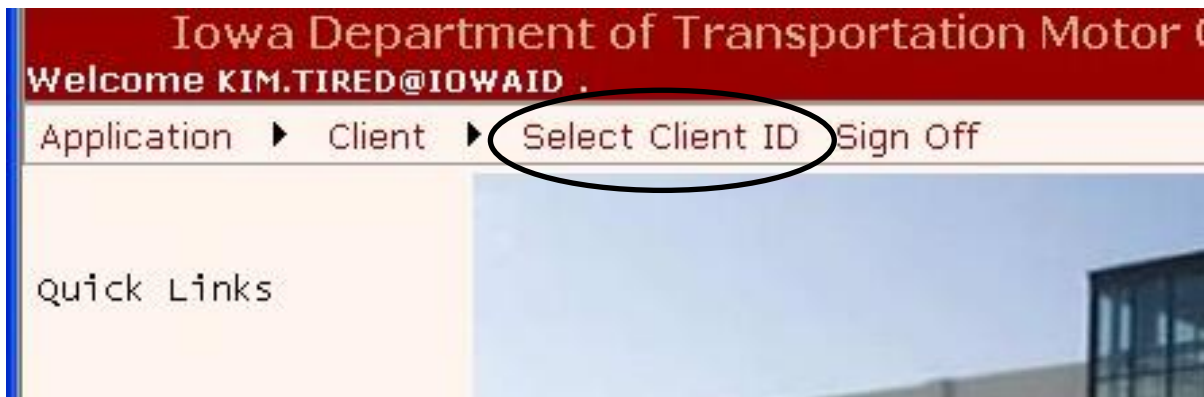 Iowa Department of Transportation Motor
Welcome KIM.TIRED@IOWAID .
Application Client Select Client ID Sign Off
Quick Links